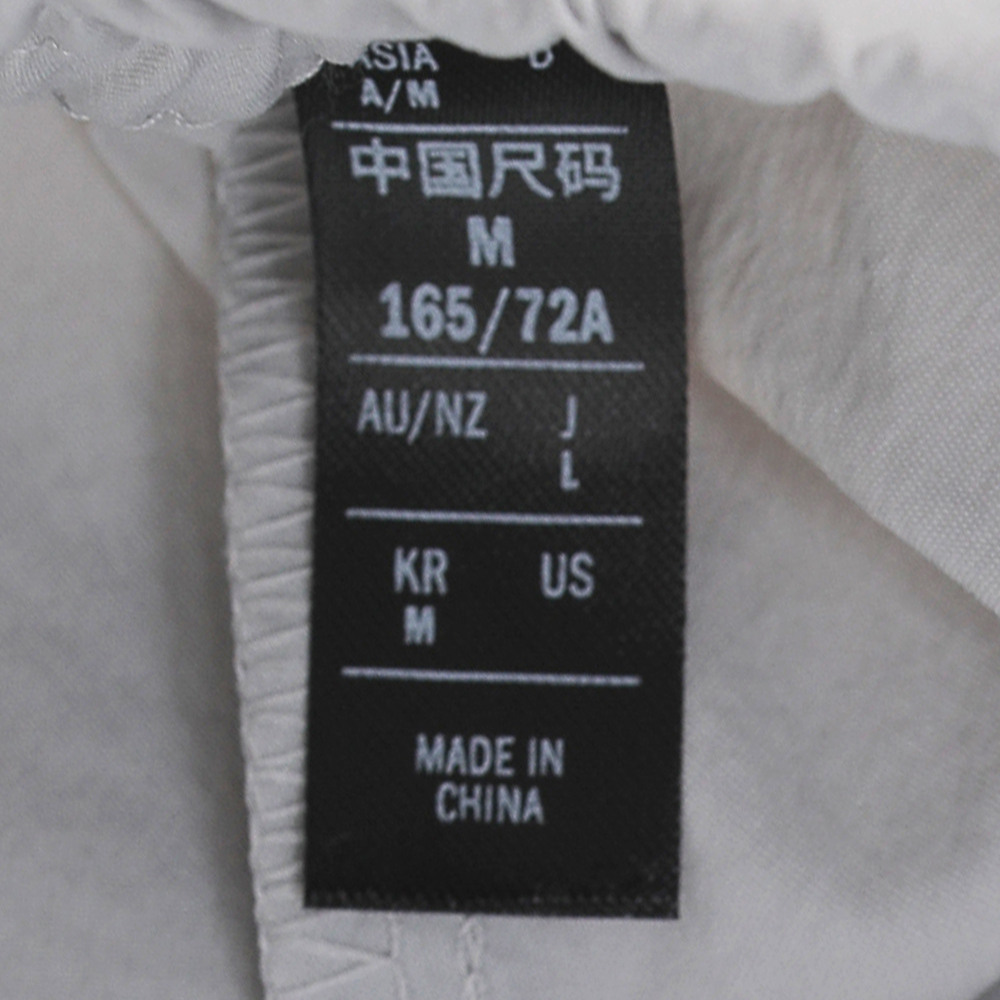 ASIA D
A/M
中国尺码
M
165/72A
AU/NZ J
L
KR US
M
MADE IN
CHINA